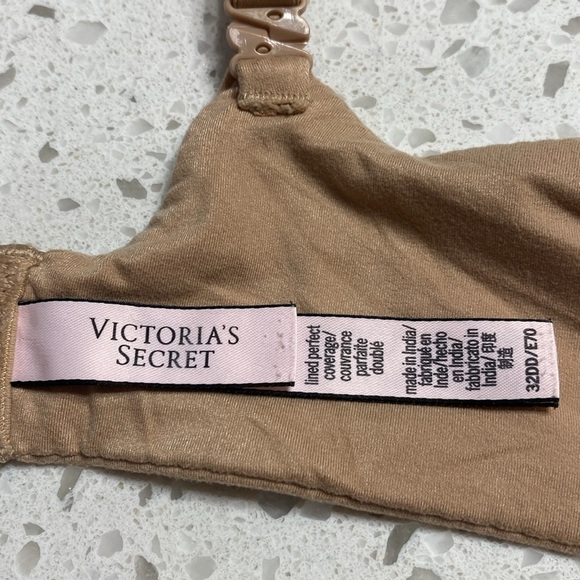 VICTORIA'S
SECRET
lined perfect
coverage/
couvrance
parfaite
doublé
made in India/
fabriqué en
Inde/hecho
en India/
fabricado in
India/ 印度
制造
32DD/E70